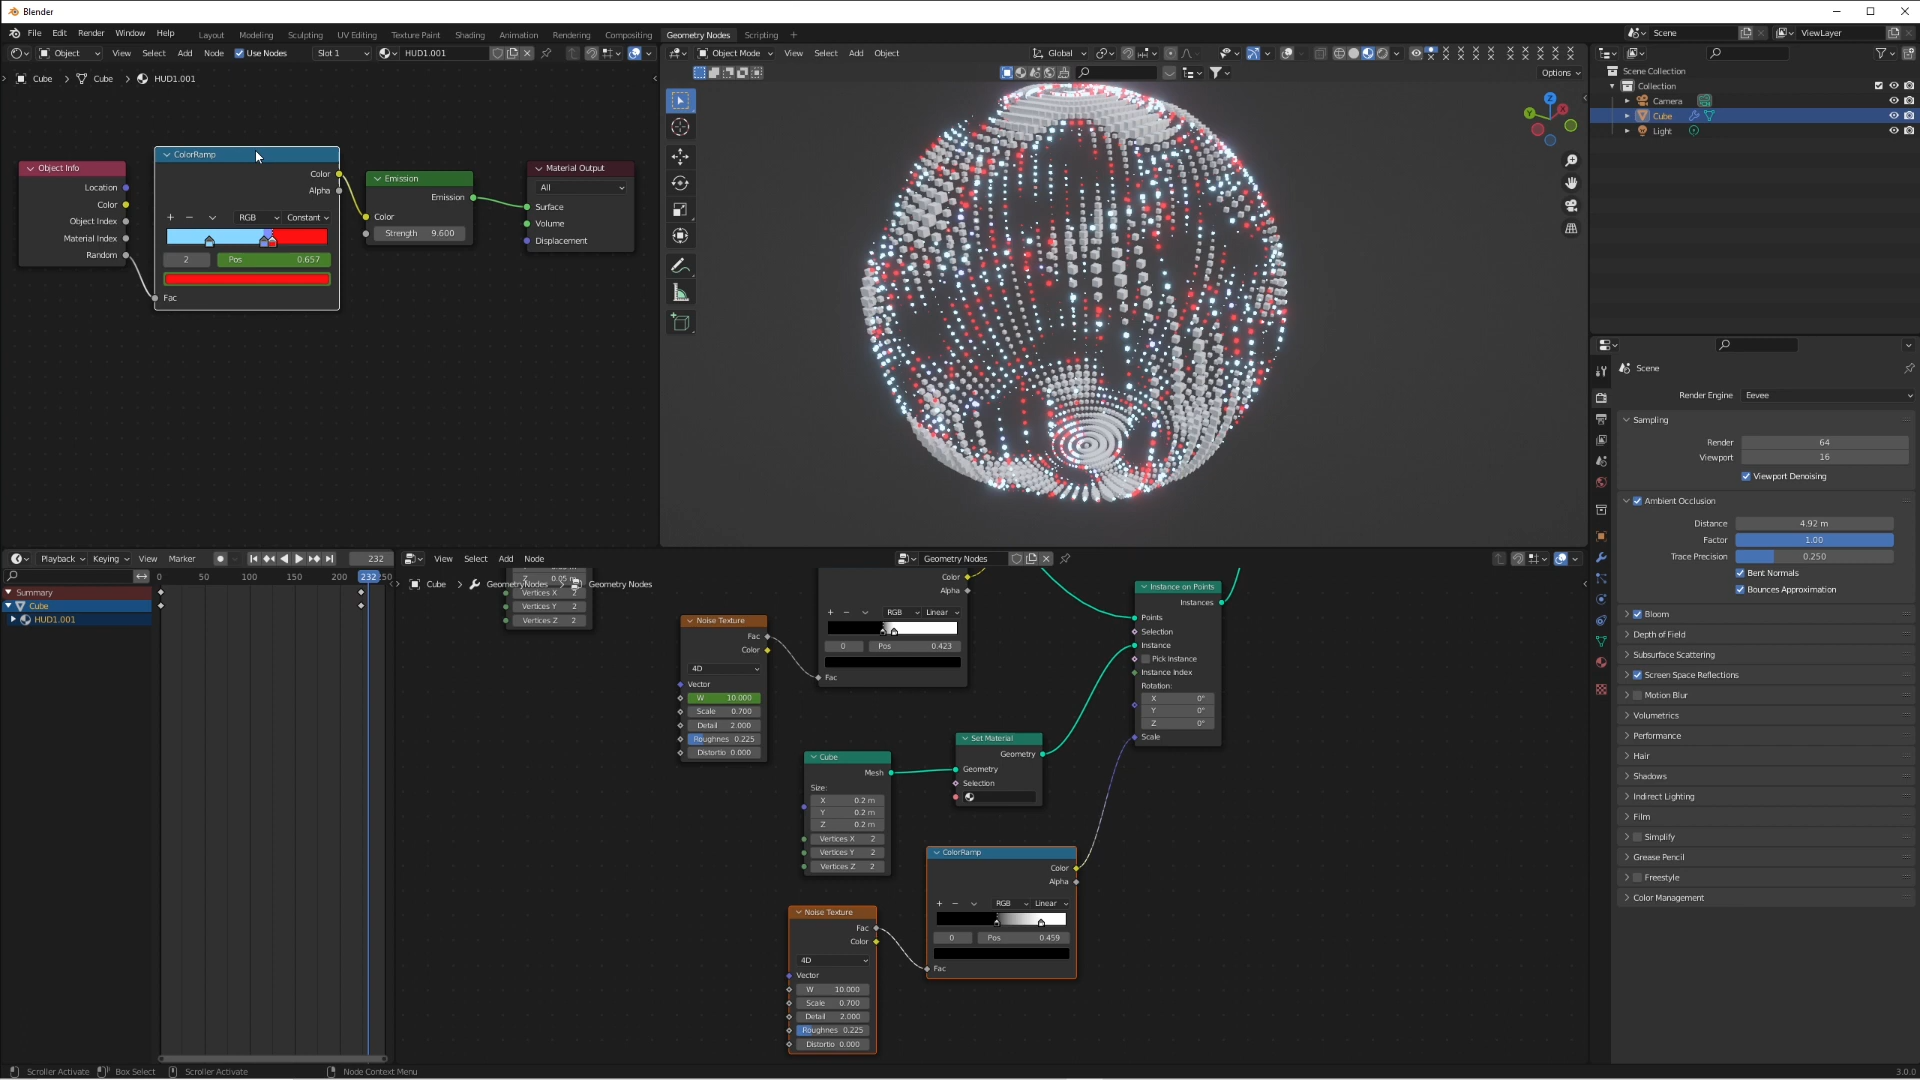 Blender
File Edit Render Window Help Layout Modeling Sculpting UV Editing Texture Paint Shading Animation Rendering Compositing Geometry Nodes Scripting + Scene ViewLayer
Object View Select Add Node Use Nodes Slot 1 HUD1.001
Object Mode View Select Add Object Global
Options
Cube > Cube > HUD1.001
Object Info
Location
Color
Object Index
Material Index
Random
ColorRamp
Color
Alpha
RGB Constant
2 Pos 0.657
Fac
Emission
Emission
Color
Strength 9.600
Material Output
All
Surface
Volume
Displacement
Z
X
Y
Scene Collection
Collection
Camera
Cube
Light
Scene
Render Engine Eevee
Sampling
Render 64
Viewport 16
Viewport Denoising
Ambient Occlusion
Distance 4.92 m
Factor 1.00
Trace Precision 0.250
Bent Normals
Bounces Approximation
Bloom
Depth of Field
Subsurface Scattering
Screen Space Reflections
Motion Blur
Volumetrics
Performance
Hair
Shadows
Indirect Lighting
Film
Simplify
Grease Pencil
Freestyle
Color Management
Playback Keying View Marker 232
0 50 100 150 200 232
Summary
Cube
HUD1.001
View Select Add Node Geometry Nodes
Cube > GeometryNodes > Geometry Nodes
Z 0.05 m
Vertices X 2
Vertices Y 2
Vertices Z 2
Noise Texture
Fac
Color
4D
Vector
W 10.000
Scale 0.700
Detail 2.000
Roughnes 0.225
Distortio 0.000
Color
Alpha
RGB Linear
0 Pos 0.423
Fac
Instance on Points
Instances
Points
Selection
Instance
Pick Instance
Instance Index
Rotation:
X 0°
Y 0°
Z 0°
Scale
Set Material
Geometry
Geometry
Selection
Cube
Mesh
Size:
X 0.2 m
Y 0.2 m
Z 0.2 m
Vertices X 2
Vertices Y 2
Vertices Z 2
ColorRamp
Color
Alpha
RGB Linear
0 Pos 0.459
Fac
Noise Texture
Fac
Color
4D
Vector
W 10.000
Scale 0.700
Detail 2.000
Roughnes 0.225
Distortio 0.000
Scroller Activate Box Select Scroller Activate Node Context Menu 3.0.0